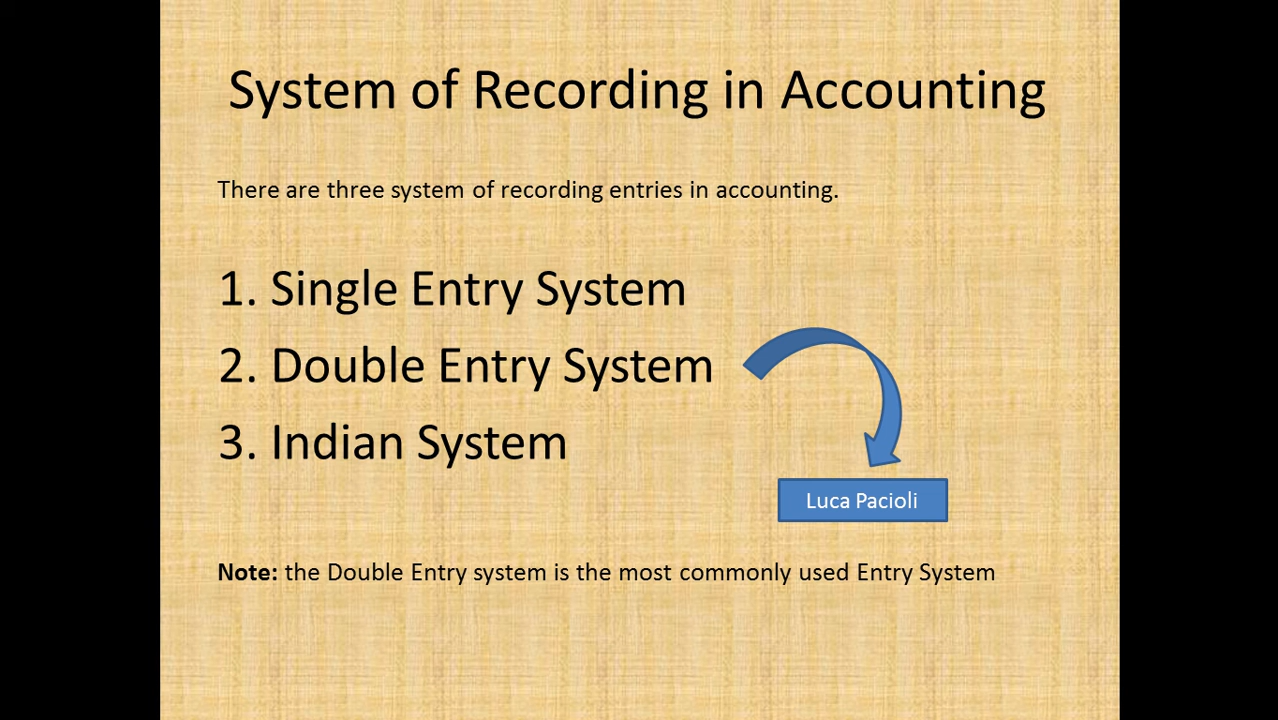 System of Recording in Accounting
There are three system of recording entries in accounting.
1. Single Entry System
2. Double Entry System
3. Indian System
Luca Pacioli
Note: the Double Entry system is the most commonly used Entry System